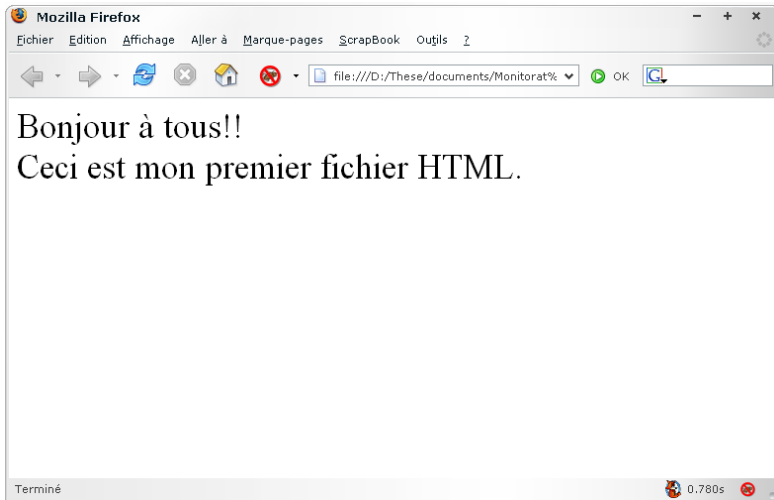 Mozilla Firefox
Fichier Edition Affichage Aller à Marque-pages ScrapBook Outils ?
file:///D:/These/documents/Monitorat% OK G
Bonjour à tous!!
Ceci est mon premier fichier HTML.
Terminé 0.780s